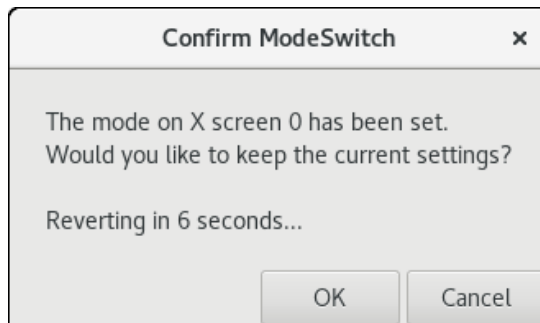 Confirm ModeSwitch
The mode on X screen 0 has been set.
Would you like to keep the current settings?
Reverting in 6 seconds...
OK
Cancel